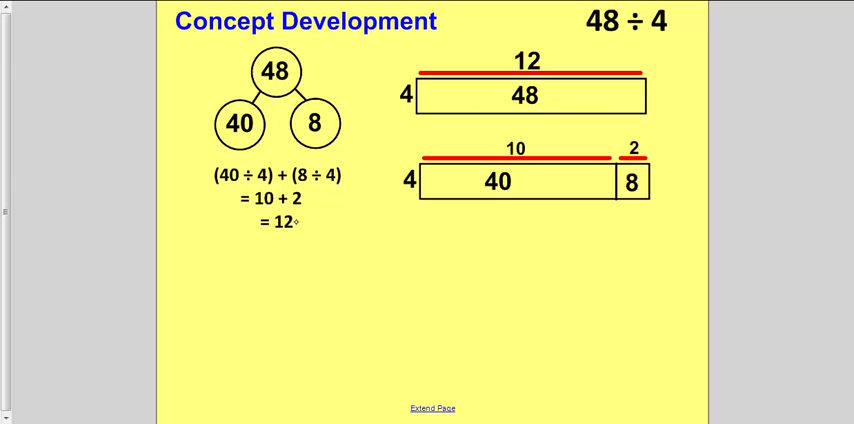 Concept Development
48 ÷ 4
48
40
8
(40 ÷ 4) + (8 ÷ 4)
= 10 + 2
= 12
12
4
48
10
2
4
40
8
Extend Page